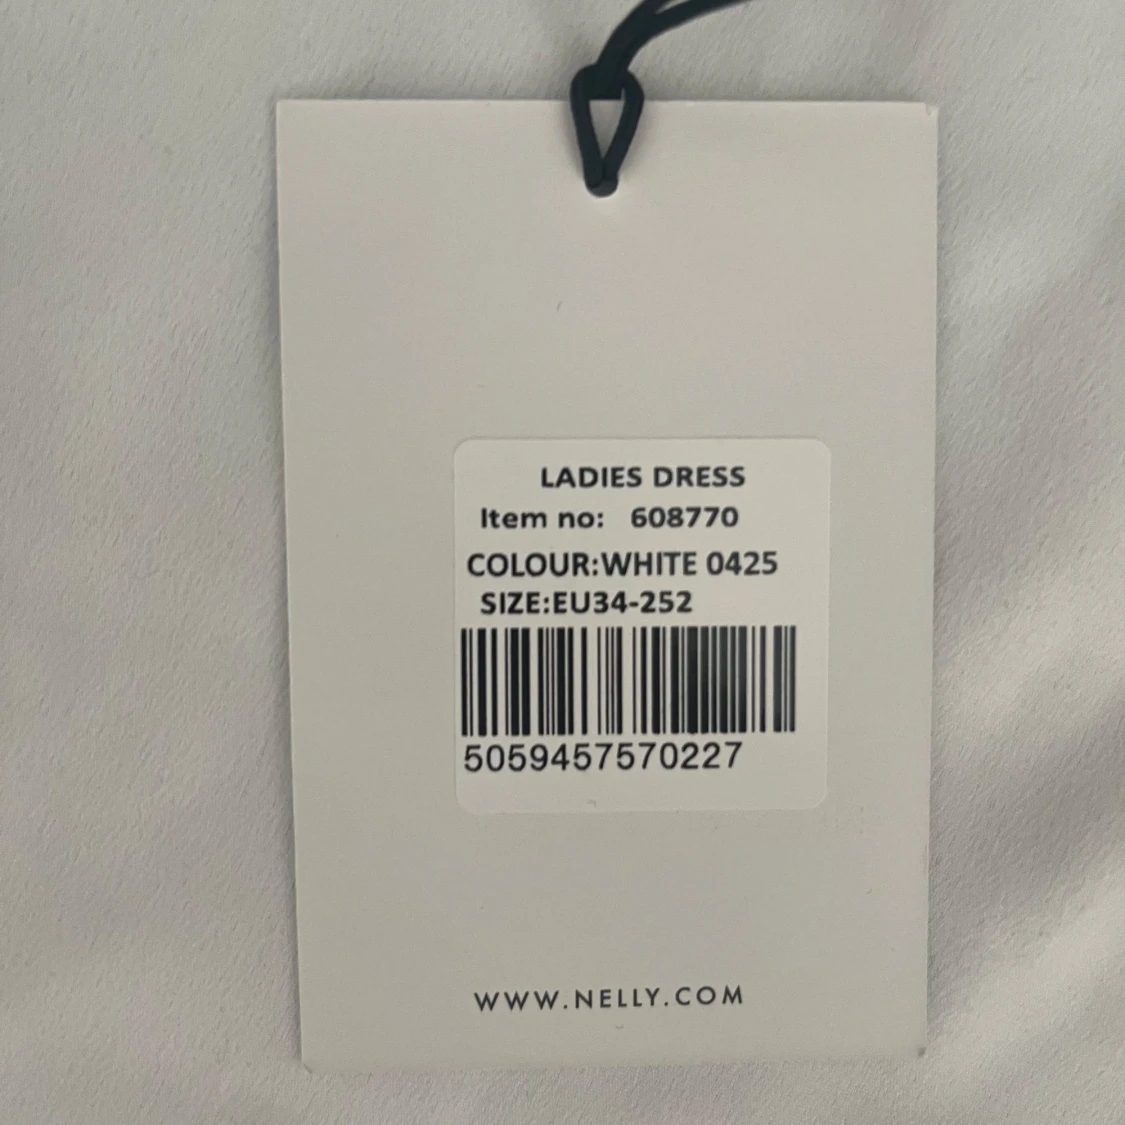 LADIES DRESS
Item no: 608770
COLOUR:WHITE 0425
SIZE:EU34-252
5059457570227
WWW.NELLY.COM